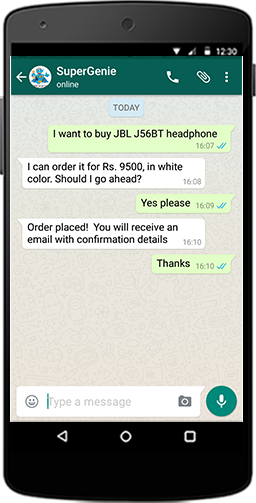 12:30
SuperGenie
online
TODAY
I want to buy JBL J56BT headphone
16:07
I can order it for Rs. 9500, in white
color. Should I go ahead?
16:08
Yes please
16:09
Order placed! You will receive an
email with confirmation details
16:10
Thanks
16:10
Type a message